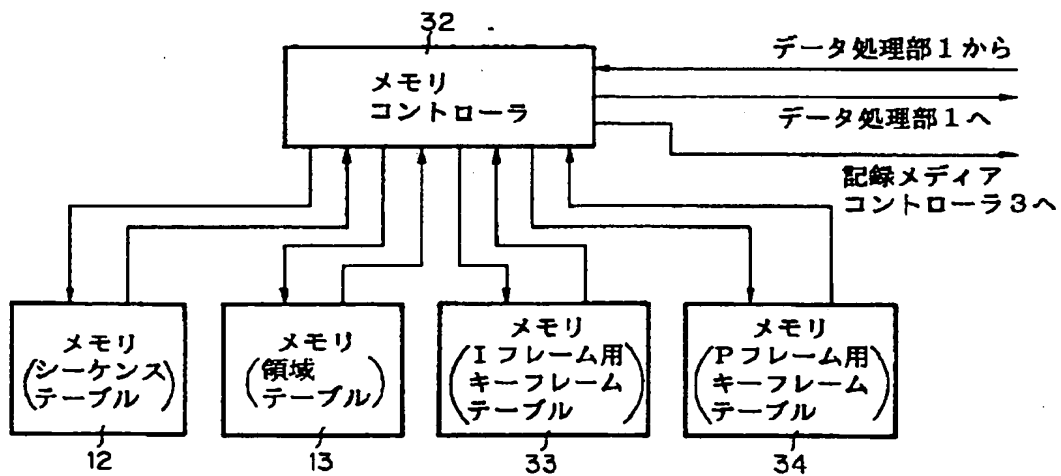 32
メモリ
コントローラ
データ処理部1から
データ処理部1へ
記録メディア
コントローラ3へ
メモリ
(シーケンス
テーブル)
12
メモリ
(領域
テーブル)
13
メモリ
(Iフレーム用
キーフレーム
テーブル)
33
メモリ
(Pフレーム用
キーフレーム
テーブル)
34